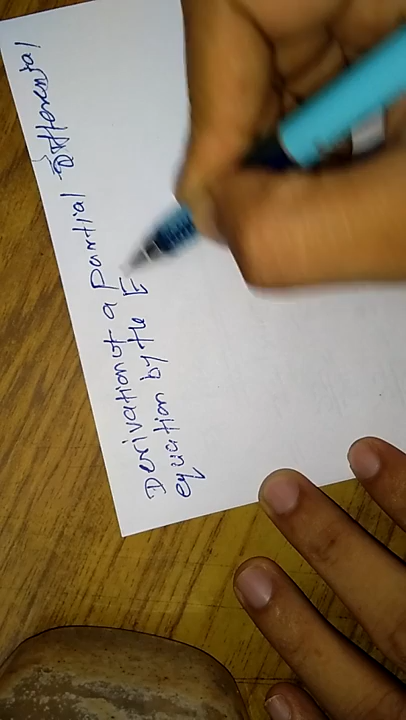 Derivation of a partial differential
equation by the E